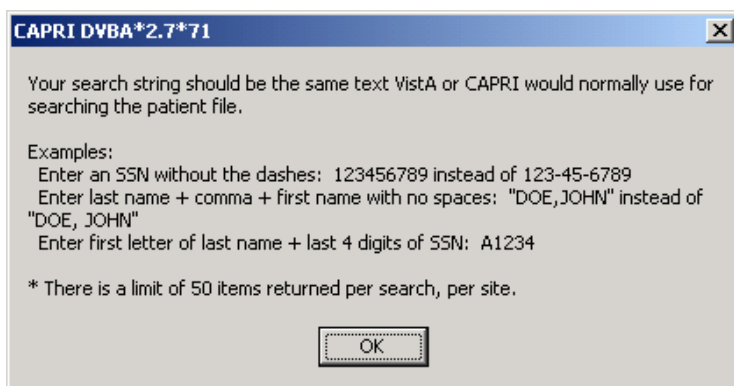 CAPRI DVBA*2.7*71
Your search string should be the same text VistA or CAPRI would normally use for
searching the patient file.
Examples:
Enter an SSN without the dashes: 123456789 instead of 123-45-6789
Enter last name + comma + first name with no spaces: "DOE,JOHN" instead of
"DOE, JOHN"
Enter first letter of last name + last 4 digits of SSN: A1234
* There is a limit of 50 items returned per search, per site.
OK